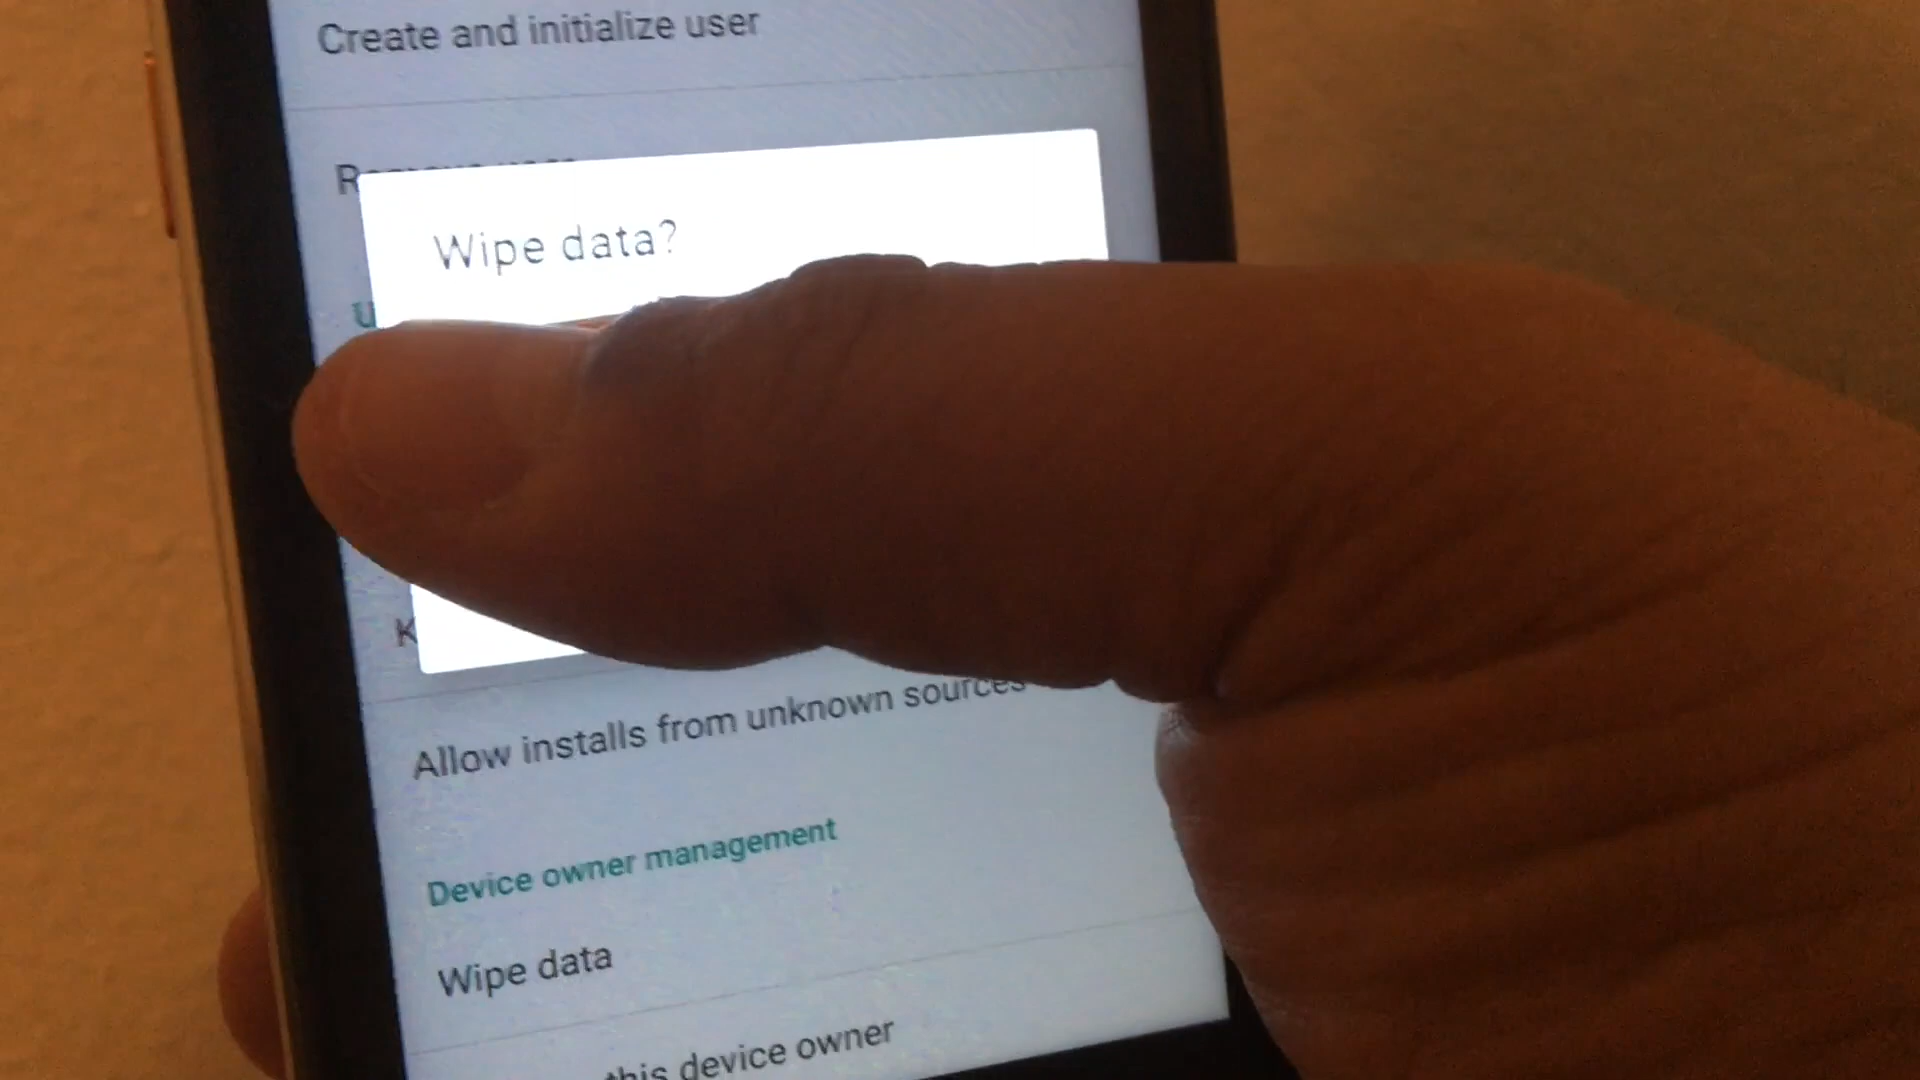 Create and initialize user
Wipe data?
Allow installs from unknown sources
Device owner management
Wipe data
this device owner